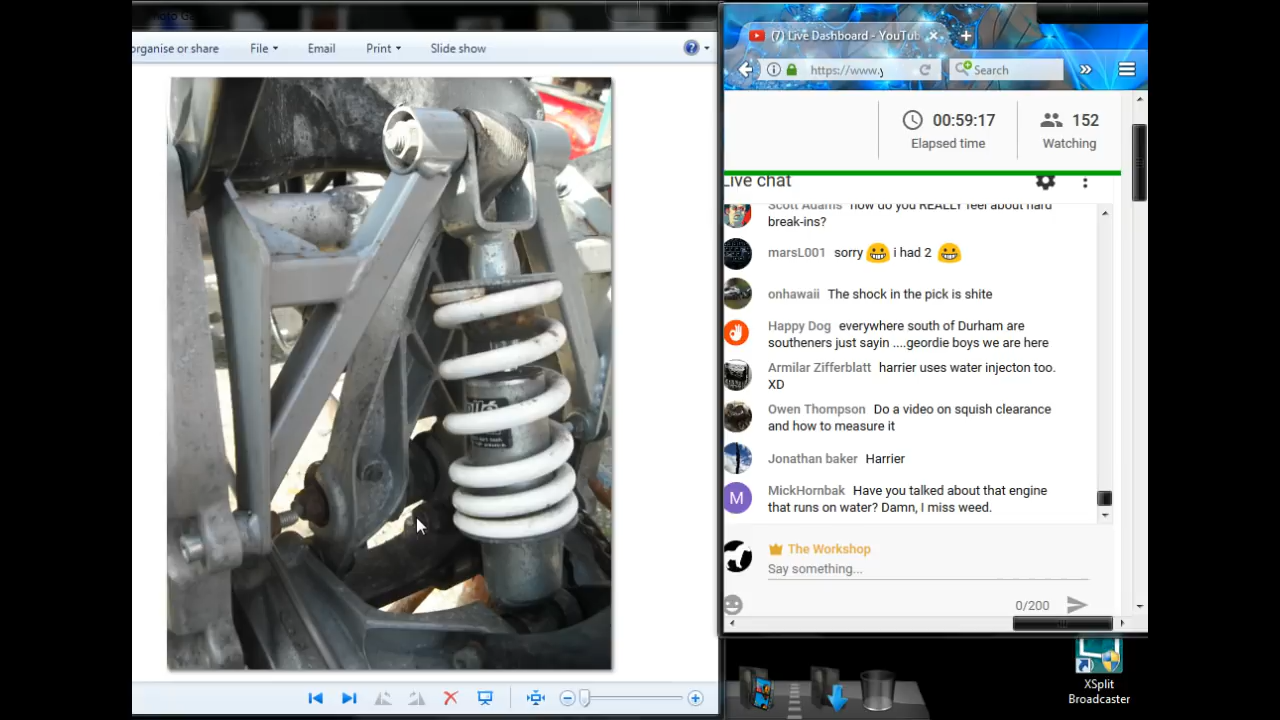 organise or share File Email Print Slide show
(7) Live Dashboard - YouTub
https://www.y Search
00:59:17
Elapsed time
152
Watching
Live chat
Scott Adams how do you REALLY feel about hard
break-ins?
marsL001 sorry i had 2
onhawaii The shock in the pick is shite
Happy Dog everywhere south of Durham are
southeners just sayin ....geordie boys we are here
Armilar Zifferblatt harrier uses water injecton too.
XD
Owen Thompson Do a video on squish clearance
and how to measure it
Jonathan baker Harrier
M
MickHornbak Have you talked about that engine
that runs on water? Damn, I miss weed.
The Workshop
Say something...
0/200
XSplit
Broadcaster